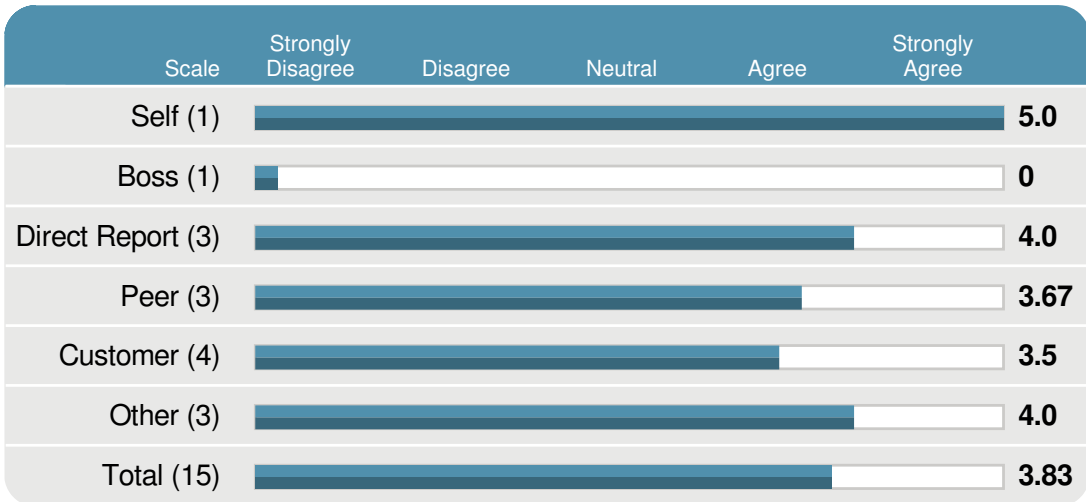 Scale Strongly Disagree Disagree Neutral Agree Strongly Agree
Self (1) 5.0
Boss (1) 0
Direct Report (3) 4.0
Peer (3) 3.67
Customer (4) 3.5
Other (3) 4.0
Total (15) 3.83